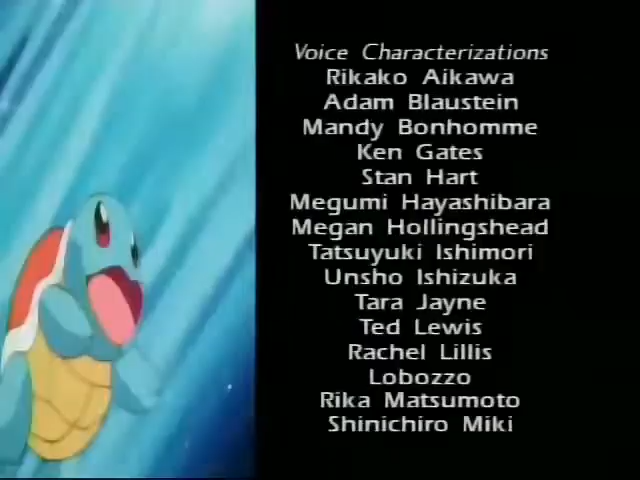 Voice Characterizations
Rikako Aikawa
Adam Blaustein
Mandy Bonhomme
Ken Gates
Stan Hart
Megumi Hayashibara
Megan Hollingshead
Tatsuyuki Ishimori
Unsho Ishizuka
Tara Jayne
Ted Lewis
Rachel Lillis
Lobozzo
Rika Matsumoto
Shinichiro Miki